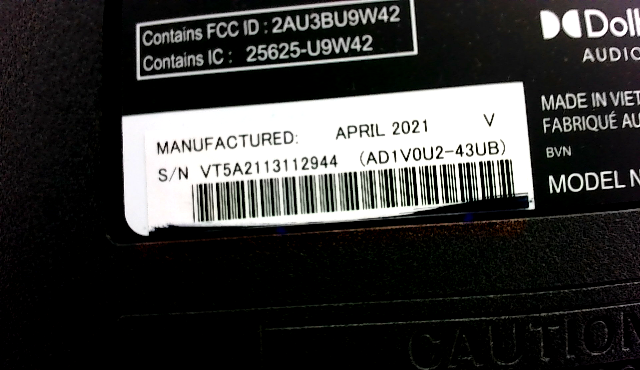 Contains FCC ID : 2AU3BU9W42
Contains IC : 25625-U9W42
MANUFACTURED: APRIL 2021 V
S/N VT5A2113112944 (AD1V0U2-43UB)
AUDIO
MADE IN VIET
FABRIQUÉ AU
BVN
MODEL N
CAUTION